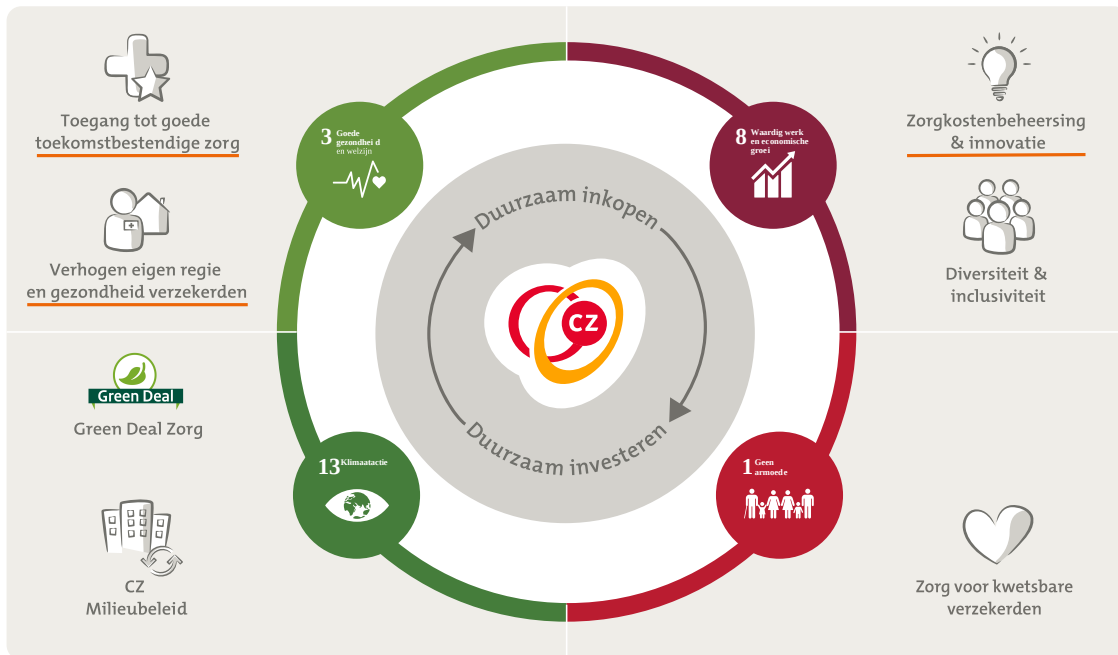 Toegang tot goede
toekomstbestendige zorg
Verhogen eigen regie
en gezondheid verzekerden
3 Goede
gezondhei d
en welzijn
8 Waardig werk
en economische
groei
Zorgkostenbeheersing
& innovatie
Diversiteit &
inclusiviteit
Duurzaam inkopen
CZ
Duurzaam investeren
Green Deal
Green Deal Zorg
CZ
Milieubeleid
13 Klimaatactie
1 Geen
armoede
Zorg voor kwetsbare
verzekerden